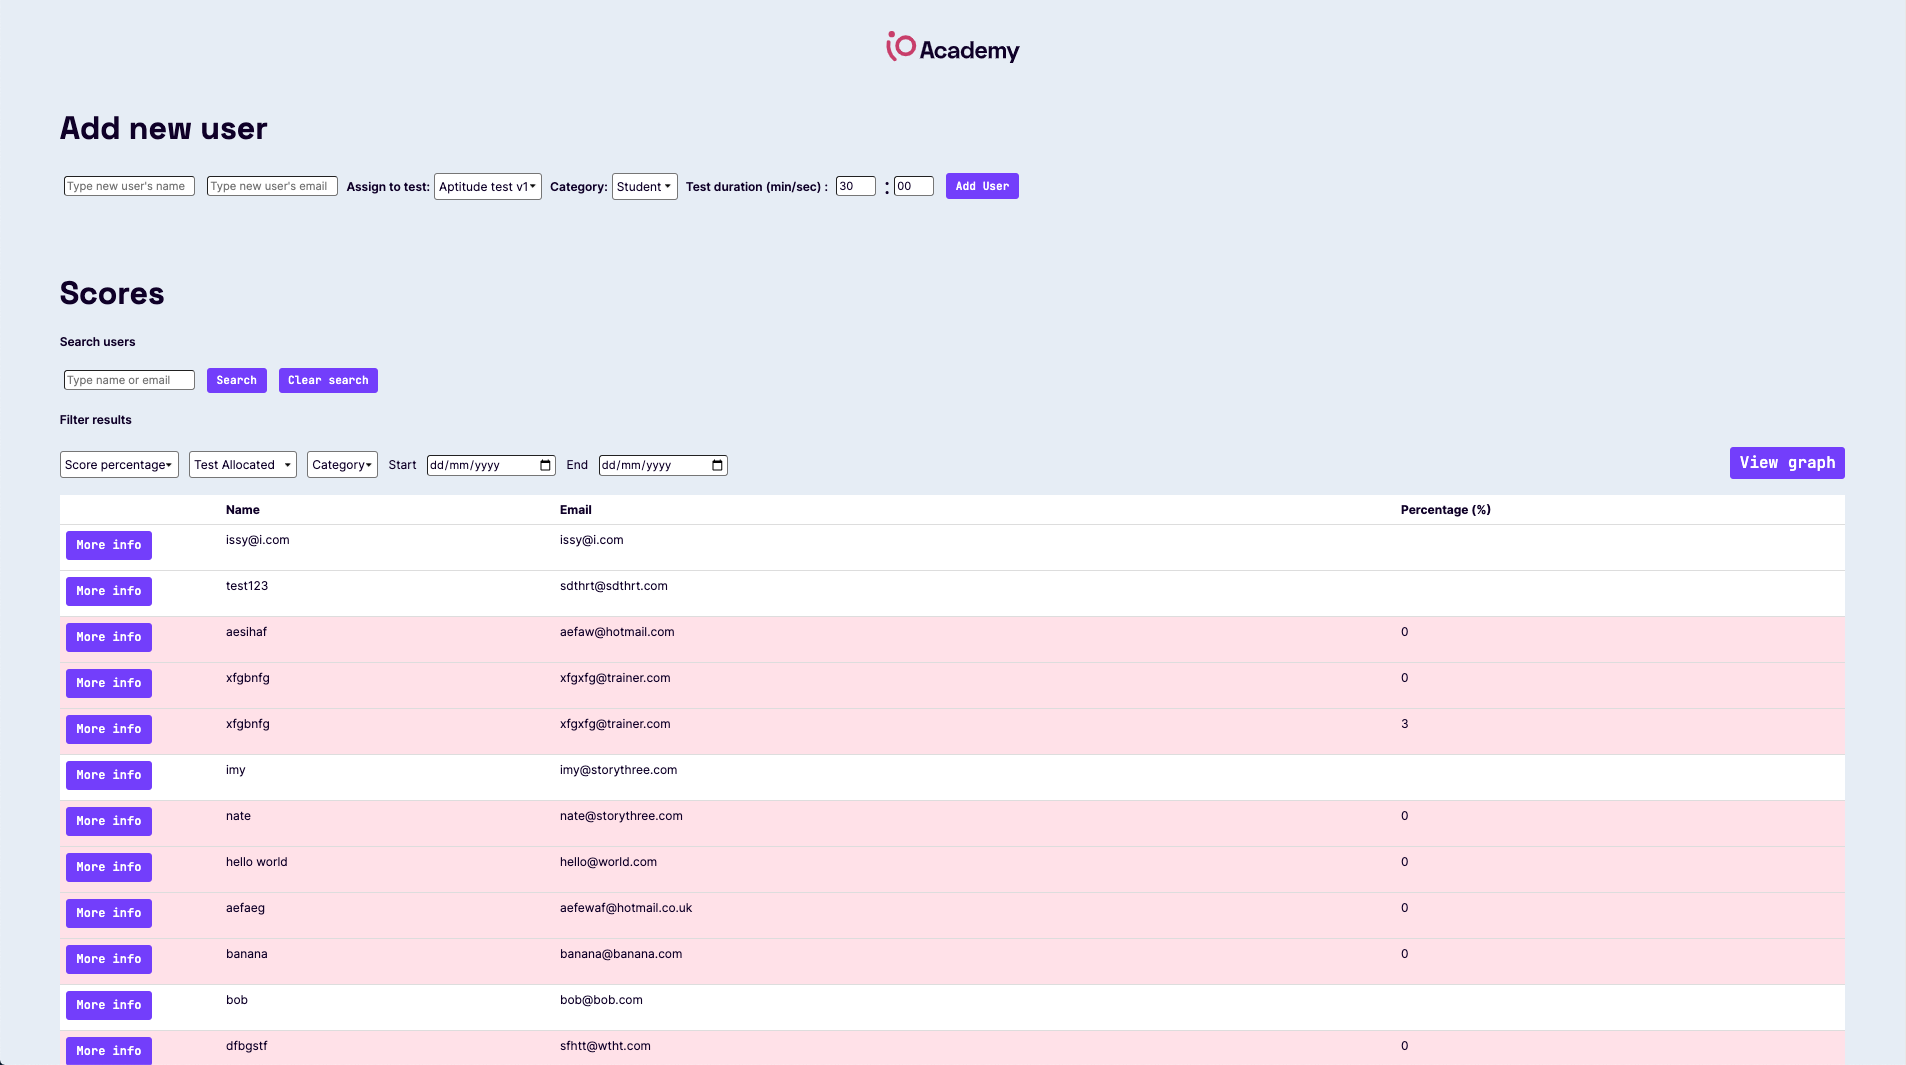 iO Academy
Add new user
Type new user's name Type new user's email Assign to test: Aptitude test v1 Category: Student Test duration (min/sec) : 30 : 00 Add User
Scores
Search users
Type name or email Search Clear search
Filter results
Score percentage Test Allocated Category Start dd/mm/yyyy End dd/mm/yyyy View graph
Name Email Percentage (%)
More info issy@i.com issy@i.com
More info test123 sdthrt@sdthrt.com
More info aesihaf aefaw@hotmail.com 0
More info xfgbnfg xfgxfg@trainer.com 0
More info xfgbnfg xfgxfg@trainer.com 3
More info imy imy@storythree.com
More info nate nate@storythree.com 0
More info hello world hello@world.com 0
More info aefaeg aefewaf@hotmail.co.uk 0
More info banana banana@banana.com 0
More info bob bob@bob.com
More info dfbgstf sfhtt@wtht.com 0